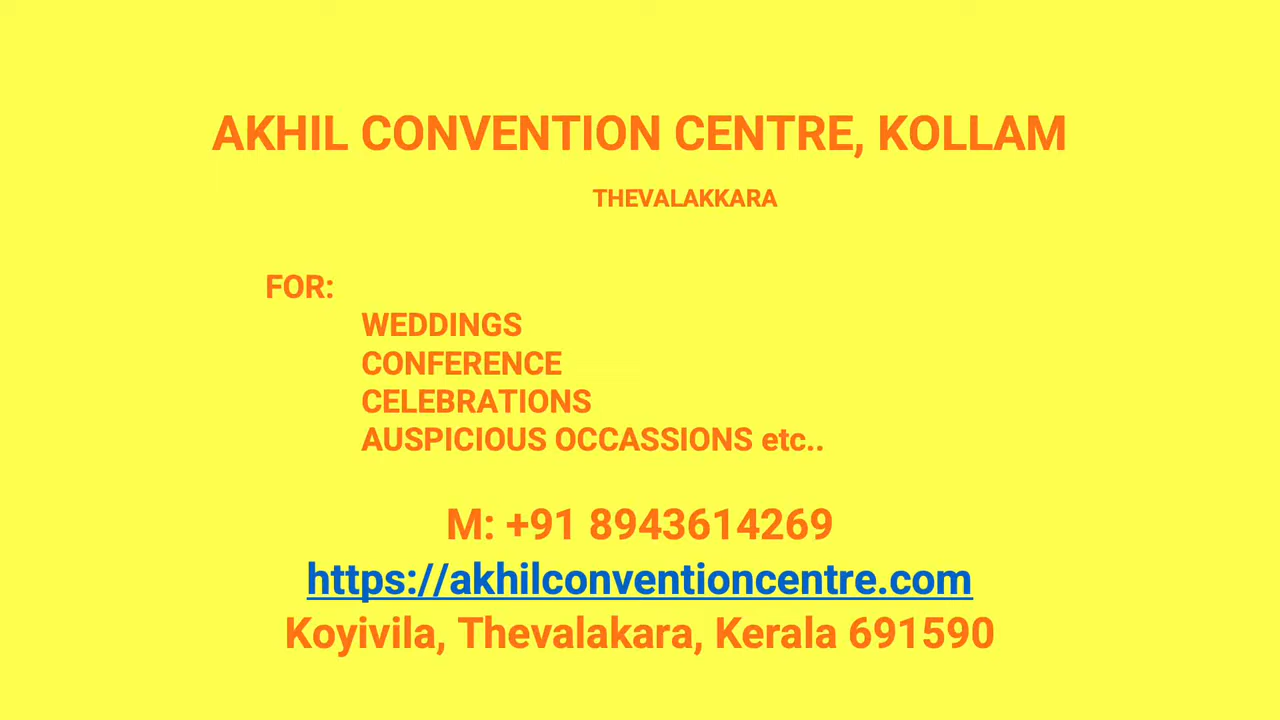 AKHIL CONVENTION CENTRE, KOLLAM
THEVALAKKARA
FOR:
WEDDINGS
CONFERENCE
CELEBRATIONS
AUSPICIOUS OCCASSIONS etc..
M: +91 8943614269
https://akhilconventioncentre.com
Koyivila, Thevalakara, Kerala 691590